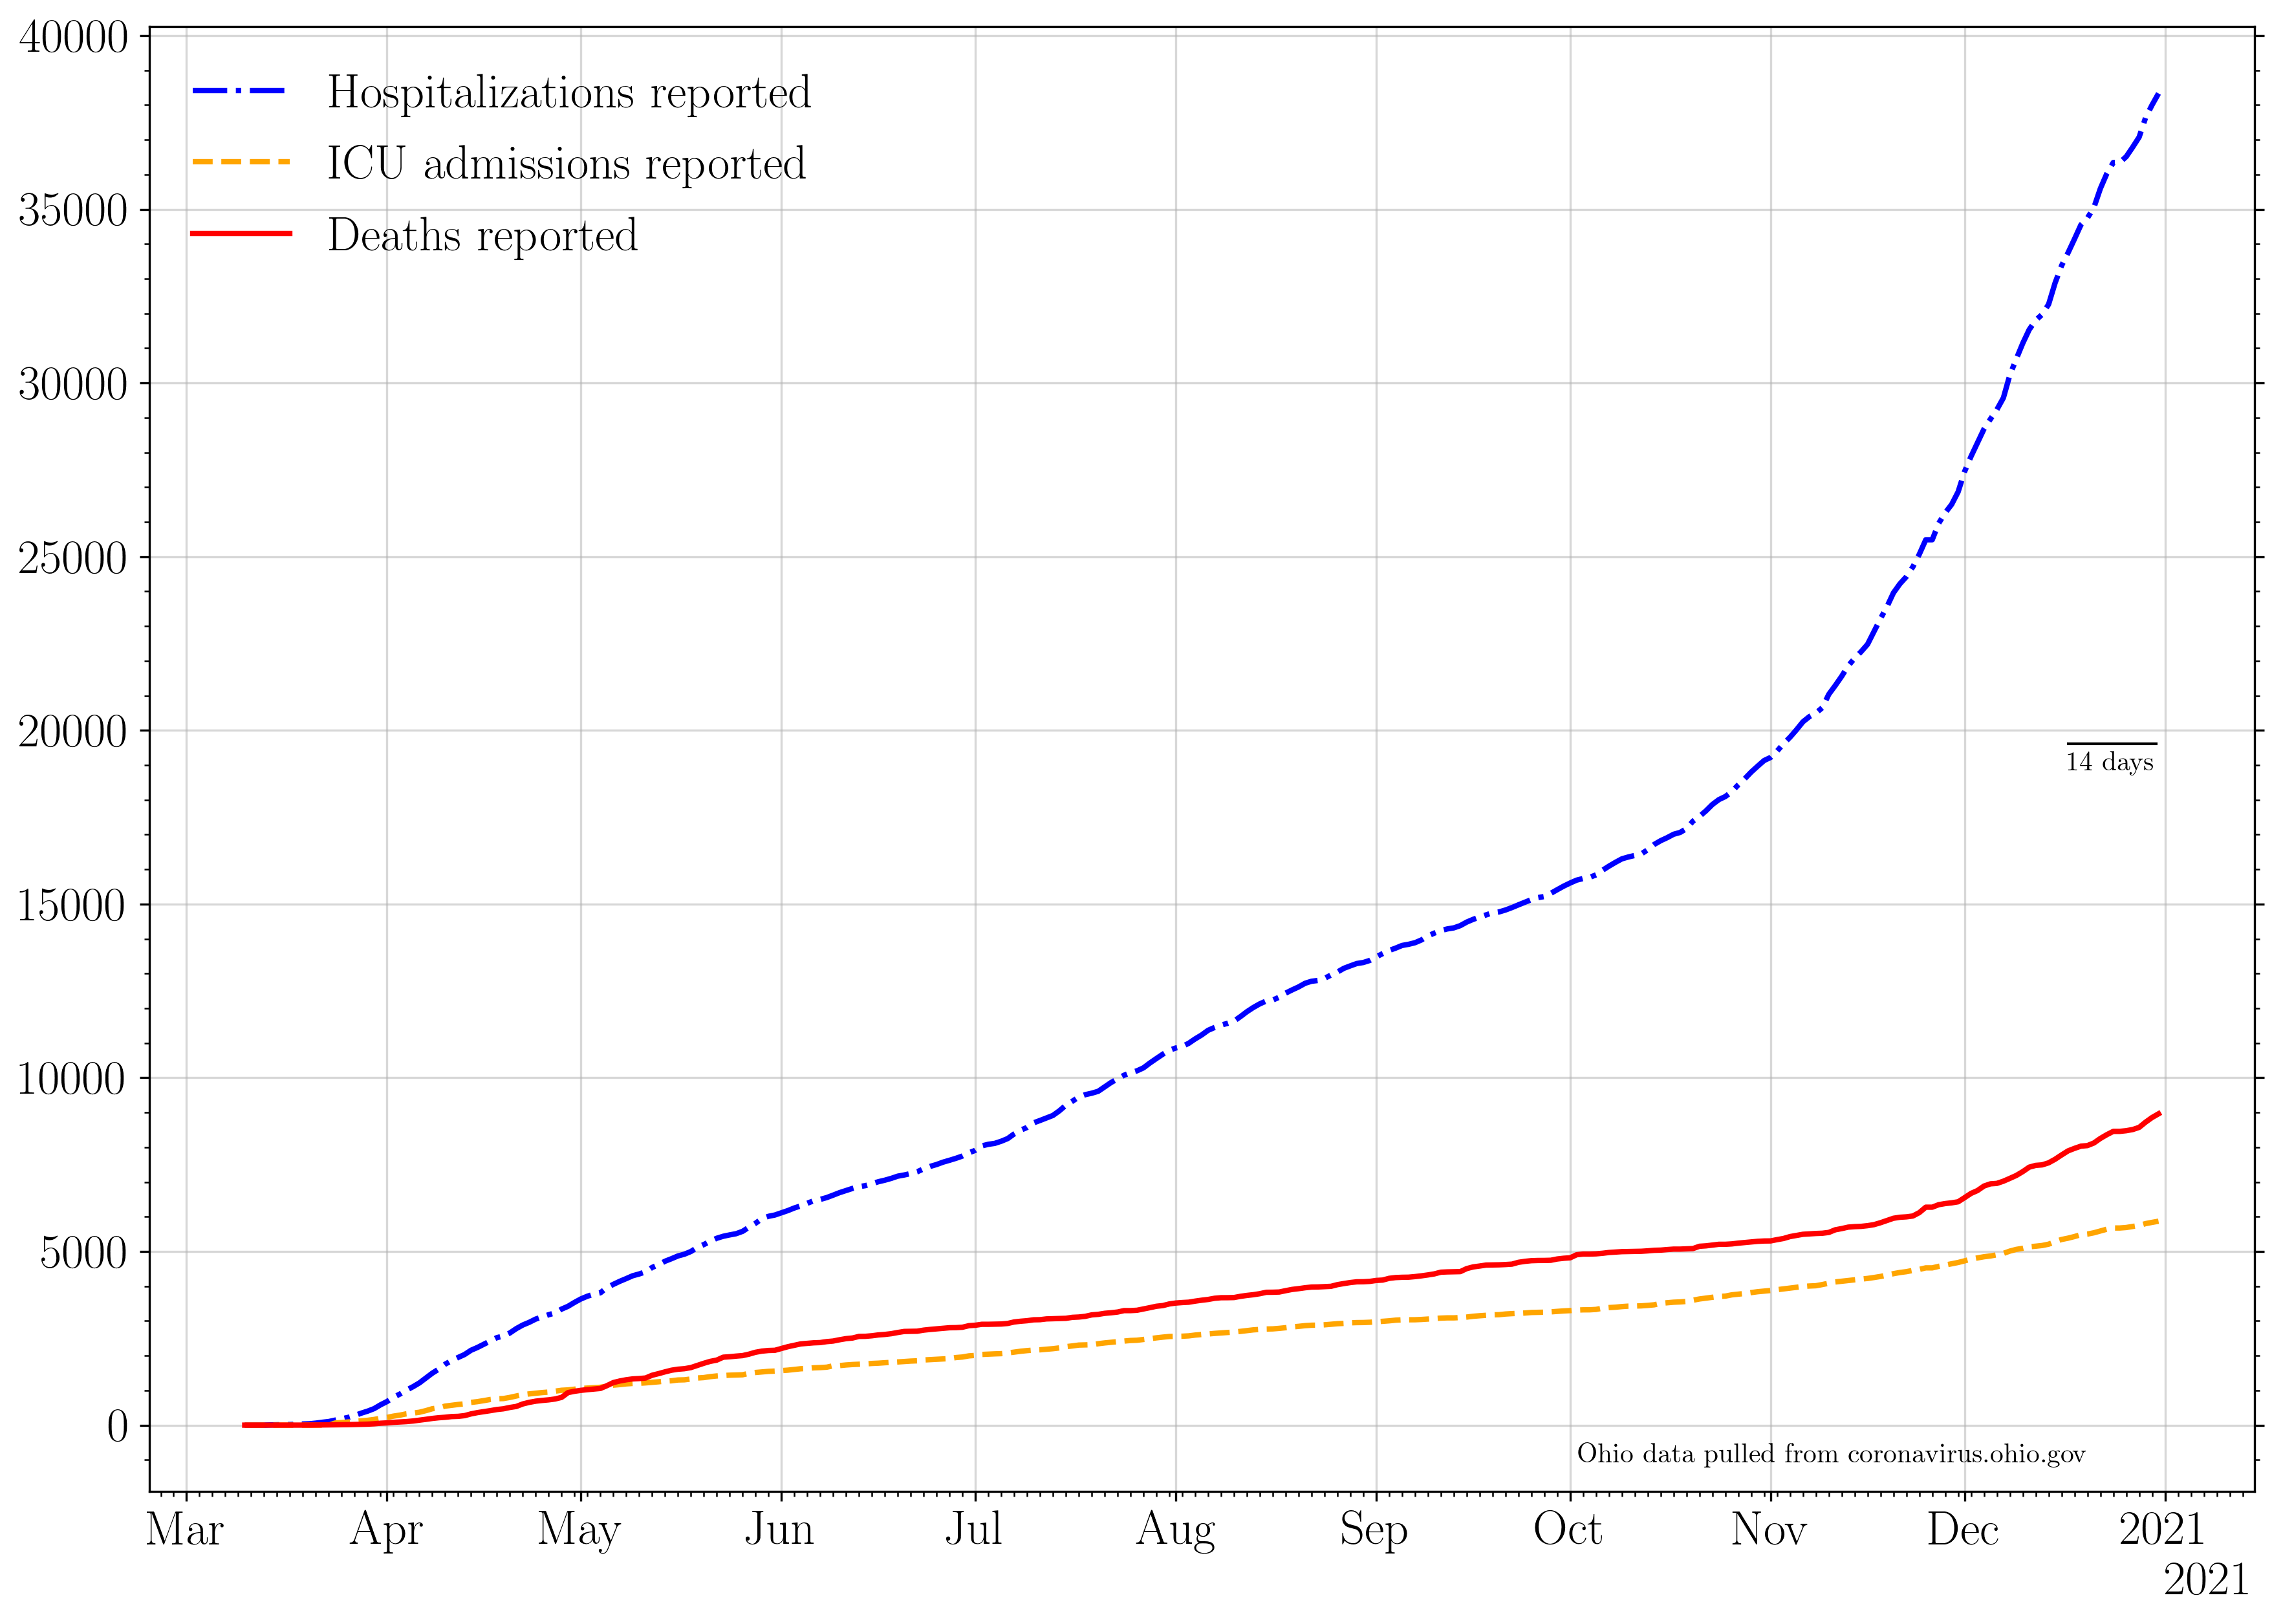 40000
Hospitalizations reported
ICU admissions reported
35000
Deaths reported
30000
25000
20000
14 days
15000
10000
5000
0
Ohio data pulled from coronavirus.ohio.gov
Mar Apr May Jun Jul Aug Sep Oct Nov Dec 2021
2021